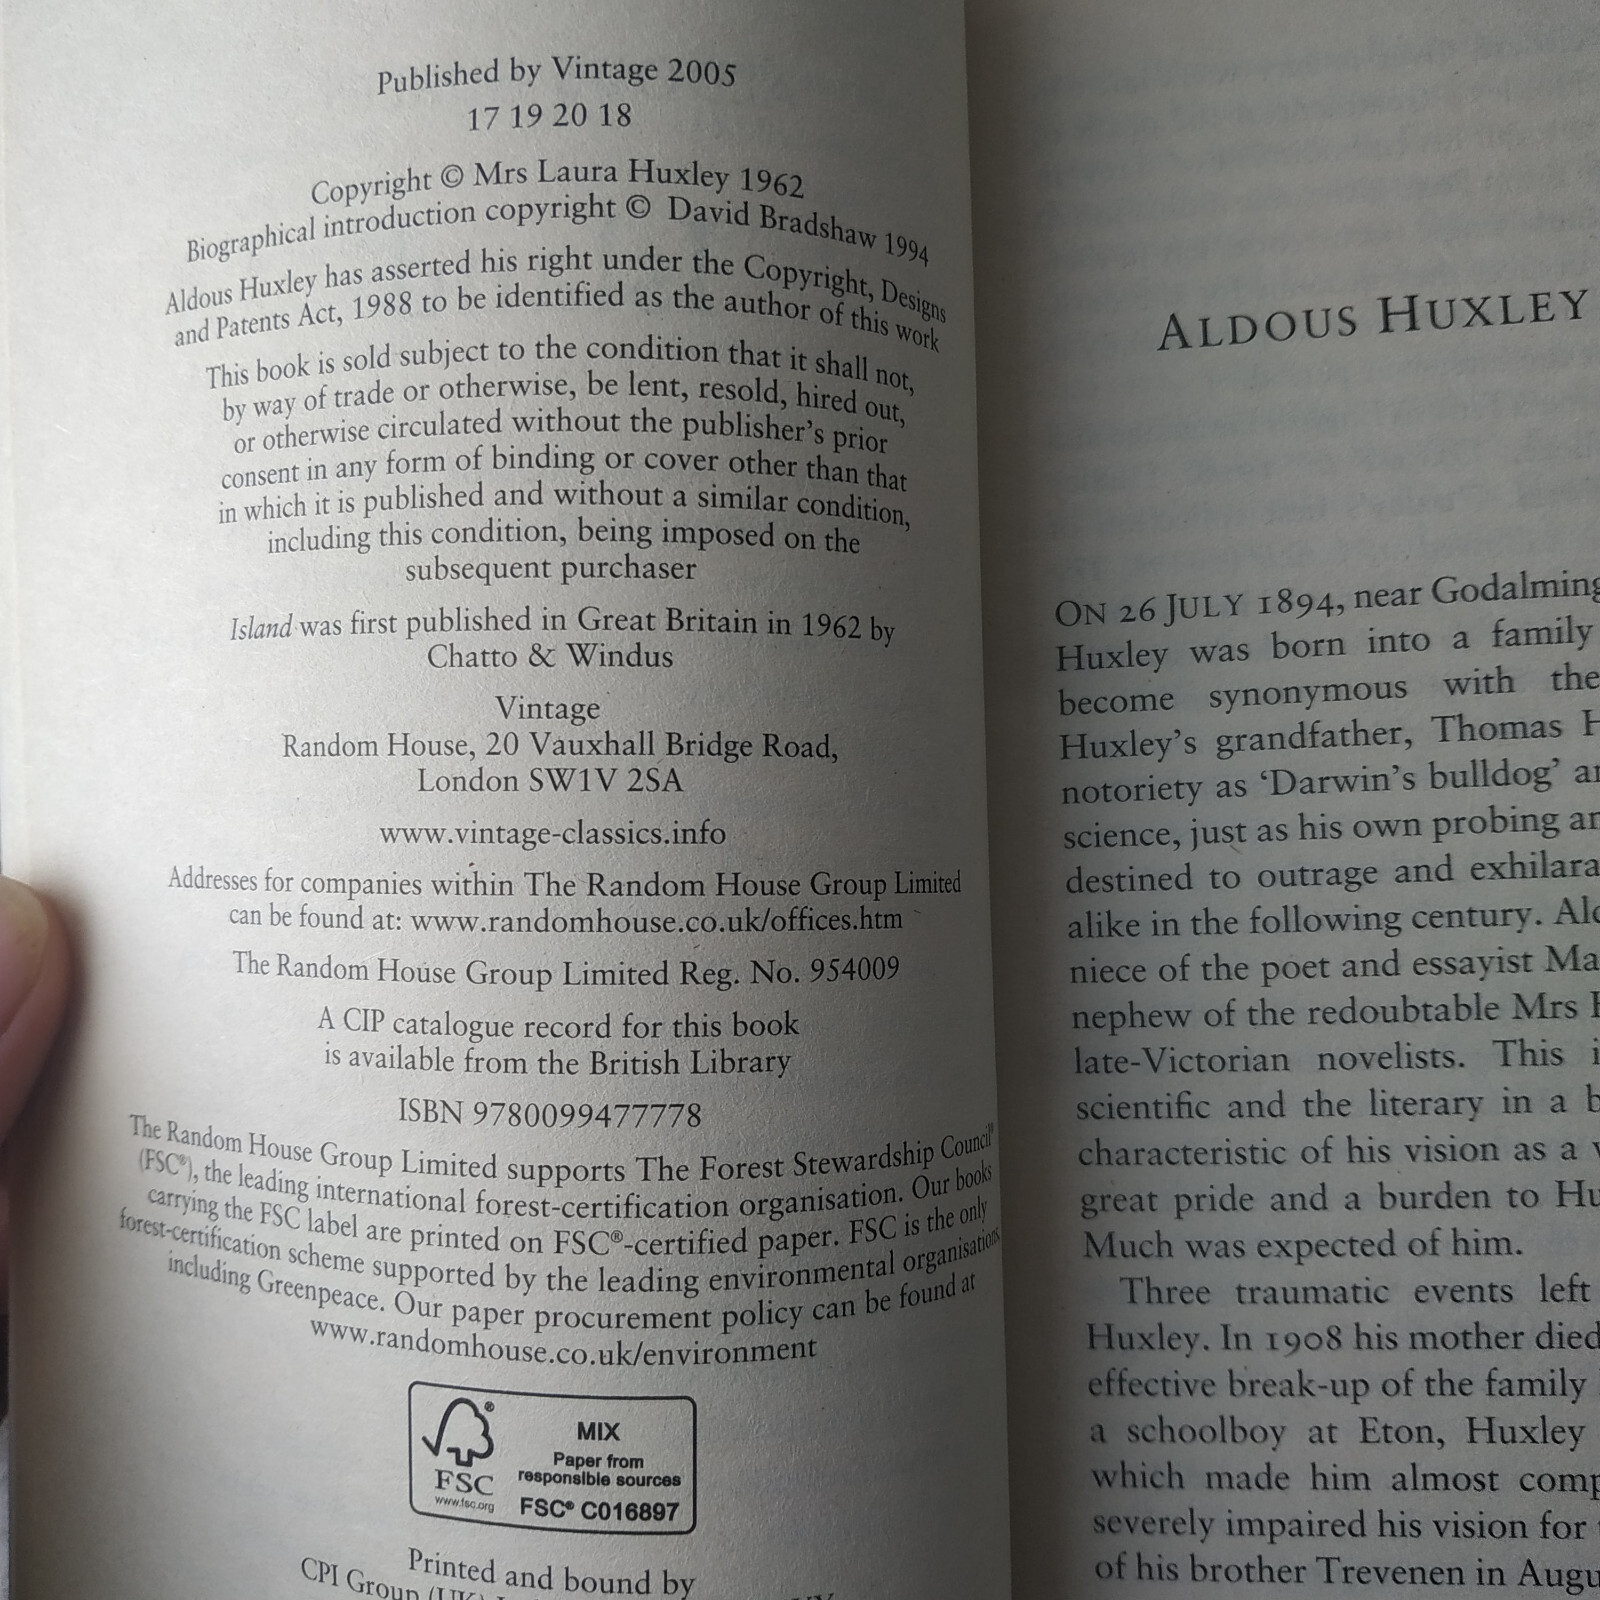 Published by Vintage 2005
17 19 20 18
Copyright © Mrs Laura Huxley 1962
Biographical introduction copyright © David Bradshaw 1994
Aldous Huxley has asserted his right under the Copyright, Designs
and Patents Act, 1988 to be identified as the author of this work
This book is sold subject to the condition that it shall not,
by way of trade or otherwise, be lent, resold, hired out,
or otherwise circulated without the publisher's prior
consent in any form of binding or cover other than that
in which it is published and without a similar condition,
including this condition, being imposed on the
subsequent purchaser
Island was first published in Great Britain in 1962 by
Chatto & Windus
Vintage
Random House, 20 Vauxhall Bridge Road,
London SW1V 2SA
www.vintage-classics.info
Addresses for companies within The Random House Group Limited
can be found at: www.randomhouse.co.uk/offices.htm
The Random House Group Limited Reg. No. 954009
A CIP catalogue record for this book
is available from the British Library
ISBN 9780099477778
The Random House Group Limited supports The Forest Stewardship Council®
(FSC®), the leading international forest-certification organisation. Our books
carrying the FSC label are printed on FSC®-certified paper. FSC is the only
forest-certification scheme supported by the leading environmental organisations
including Greenpeace. Our paper procurement policy can be found at
www.randomhouse.co.uk/environment
FSC
www.fsc.org
MIX
Paper from
responsible sources
FSC® C016897
Printed and bound by
CPI Group (UK)
ALDOUS HUXLEY
ON 26 JULY 1894, near Godalming
Huxley was born into a family
become synonymous with the
Huxley's grandfather, Thomas H
notoriety as 'Darwin's bulldog'
science, just as his own probing
destined to outrage and exhilara
alike in the following century.
niece of the poet and essayist Ma
nephew of the redoubtable Mrs
late-Victorian novelists. This
scientific and the literary in a
characteristic of his vision as a
great pride and a burden to Hu
Much was expected of him.
Three traumatic events left
Huxley. In 1908 his mother died
effective break-up of the family
a schoolboy at Eton, Huxley
which made him almost comp
severely impaired his vision for
of his brother Trevenen in Augu